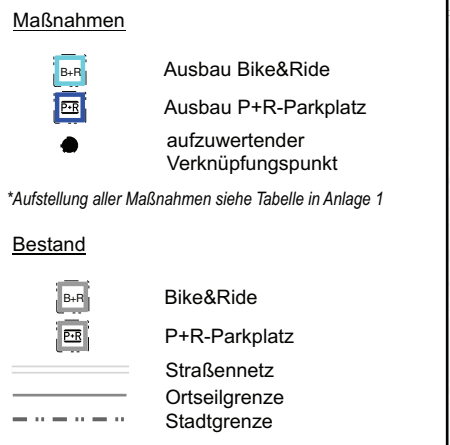 Maßnahmen
B+R Ausbau Bike&Ride
P+R Ausbau P+R-Parkplatz
aufzuwertender
Verknüpfungspunkt
*Aufstellung aller Maßnahmen siehe Tabelle in Anlage 1
Bestand
B+R Bike&Ride
P+R P+R-Parkplatz
Straßennetz
Ortseilgrenze
Stadtgrenze